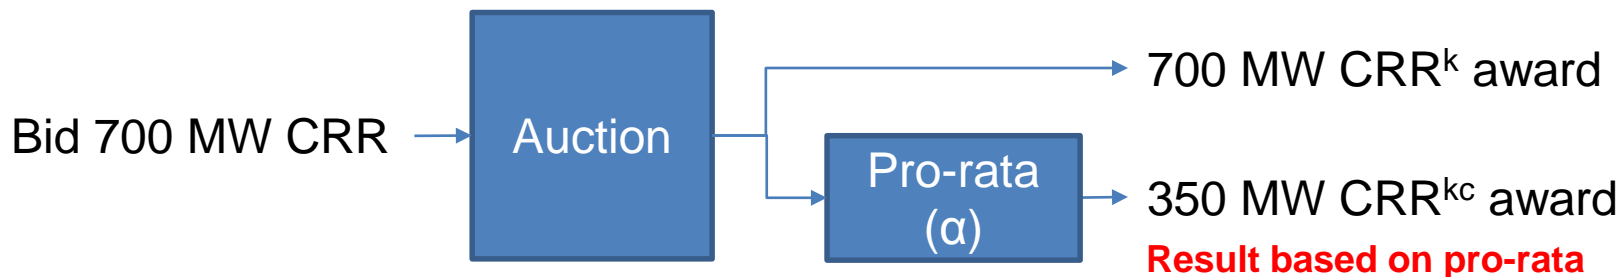 Bid 700 MW CRR
Auction
700 MW CRRᵏ award
Pro-rata
(α)
350 MW CRRᵏᶜ award
Result based on pro-rata